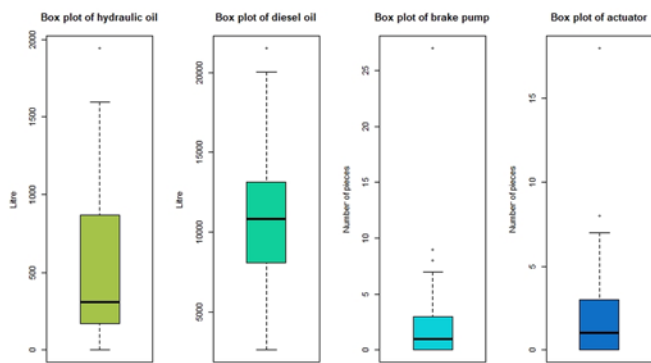 Box plot of hydraulic oil
Box plot of diesel oil
Box plot of brake pump
Box plot of actuator
Litre
0
500
1000
1500
2000
Litre
5000
10000
15000
20000
Number of pieces
0
5
10
15
20
25
Number of pieces
0
5
10
15